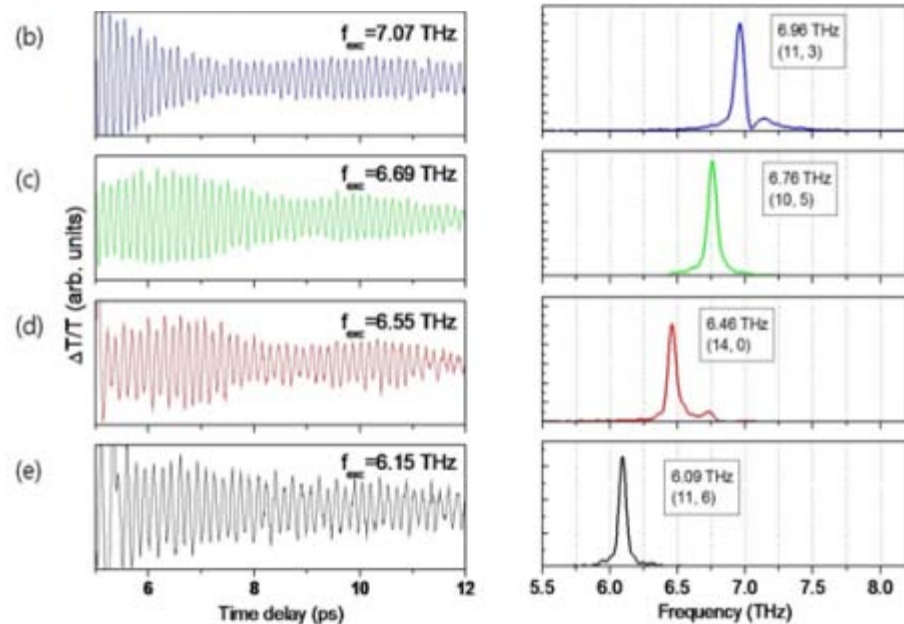 (b)
f_exc=7.07 THz
6.96 THz
(11, 3)
(c)
f_exc=6.69 THz
6.76 THz
(10, 5)
(d)
f_exc=6.55 THz
6.46 THz
(14, 0)
(e)
f_exc=6.15 THz
6.09 THz
(11, 6)
ΔT/T (arb. units)
6 8 10 12
Time delay (ps)
5.5 6.0 6.5 7.0 7.5 8.0
Frequency (THz)